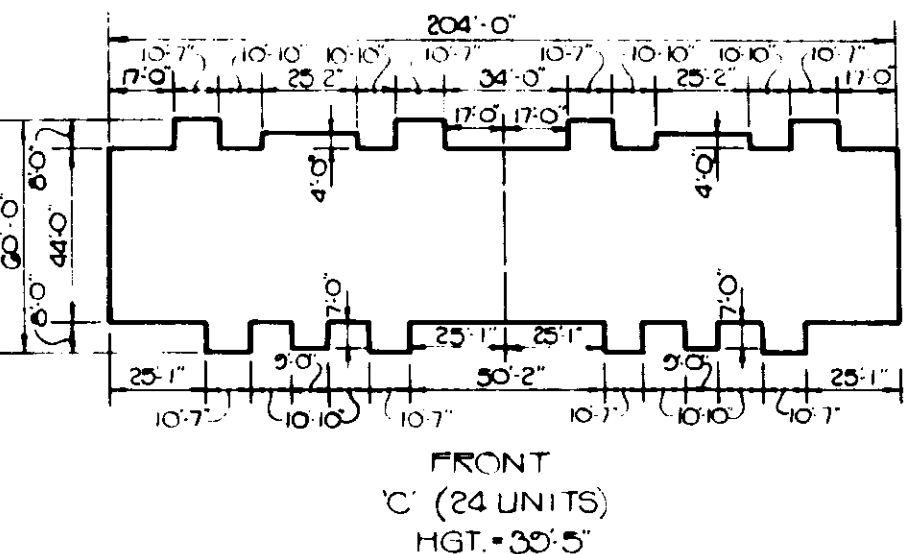 204'-0"
10'-7" 10'-10" 10'-10" 10'-7" 10'-7" 10'-10" 10'-10" 10'-7"
17'-0" 25'-2" 34'-0" 25'-2" 17'-0"
17'-0" 17'-0"
8'-0"
4'-0" 4'-0"
60'-0" 44'-0"
8'-0"
7'-0" 7'-0"
25'-1" 25'-1"
25'-1" 9'-0" 50'-2" 9'-0" 25'-1"
10'-7" 10'-10" 10'-7" 10'-7" 10'-10" 10'-7"
FRONT
'C' (24 UNITS)
HGT. = 39'-5"